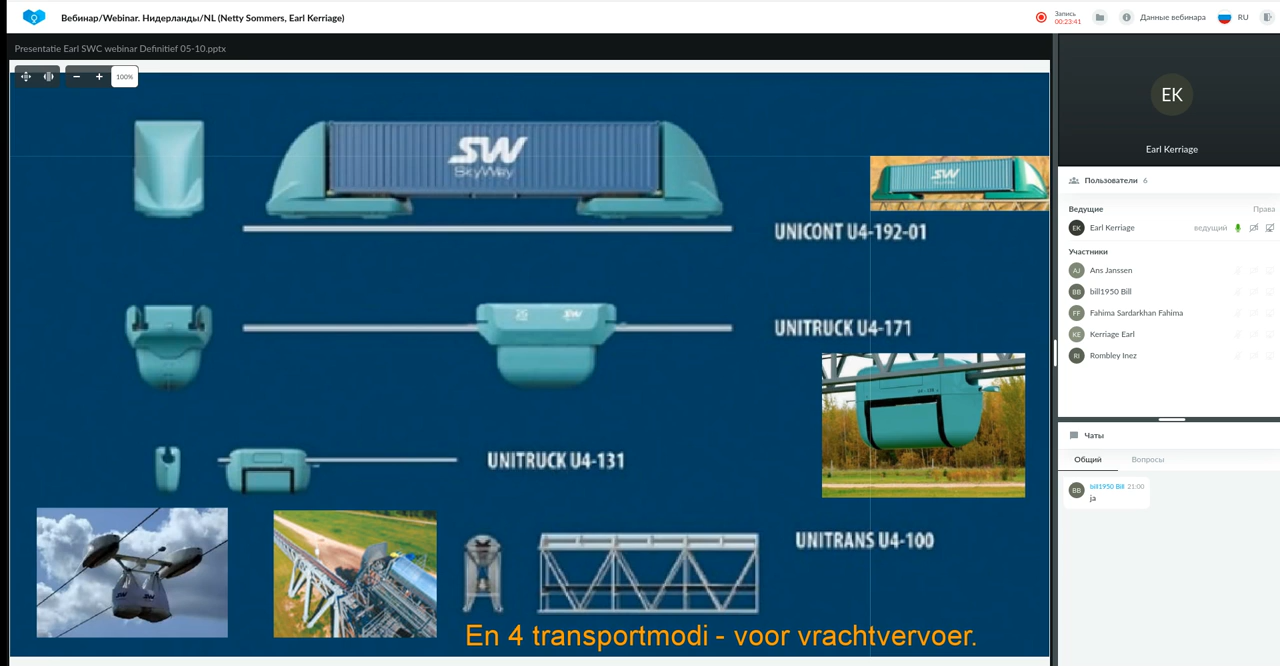 Вебинар/Webinar. Нидерланды/NL (Netty Sommers, Earl Kerriage)
Запись
00:23:41
Данные вебинара
RU
Presentatie Earl SWC webinar Definitief 05-10.pptx
100%
SW
SkyWay
SW
UNICONT U4-192-01
SW
UNITRUCK U4-171
UNITRUCK U4-131
UNITRANS U4-100
En 4 transportmodi - voor vrachtvervoer.
EK
Earl Kerriage
Пользователи 6
Ведущие Права
EK Earl Kerriage ведущий
Участники
AJ Ans Janssen
BB bill1950 Bill
FF Fahima Sardarkhan Fahima
KE Kerriage Earl
RI Rombley Inez
Чаты
Общий Вопросы
BB bill1950 Bill 21:00
ja